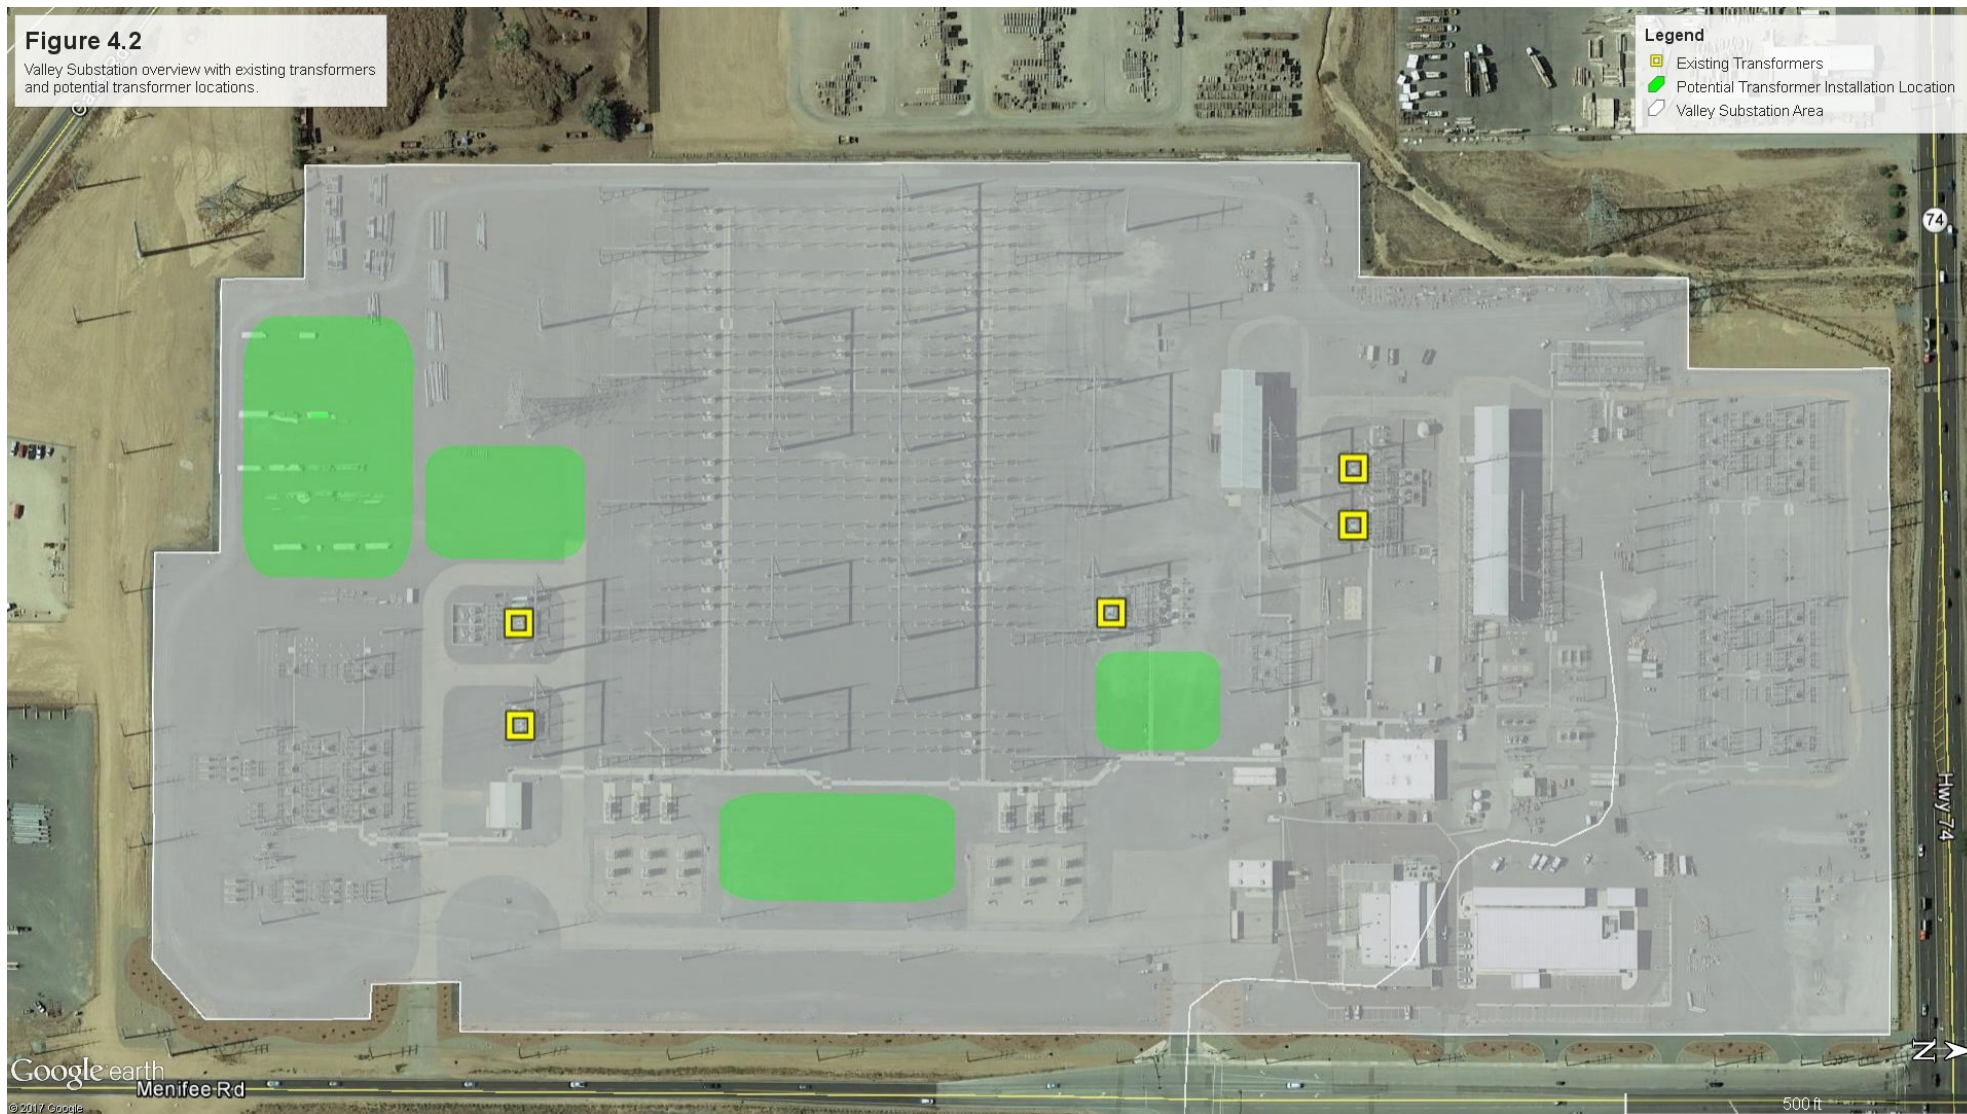 Figure 4.2
Valley Substation overview with existing transformers
and potential transformer locations.
Legend
Existing Transformers
Potential Transformer Installation Location
Valley Substation Area
74
Hwy 74
N
Google earth
Menifee Rd
© 2017 Google
500 ft